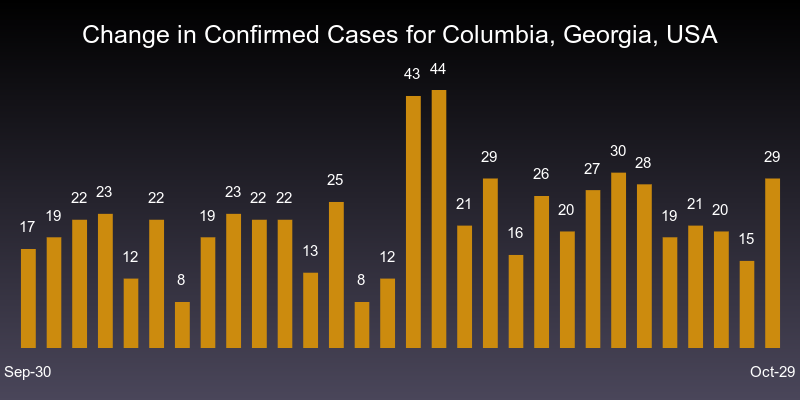 Change in Confirmed Cases for Columbia, Georgia, USA
17 19 22 23 12 22 8 19 23 22 22 13 25 8 12 43 44 21 29 16 26 20 27 30 28 19 21 20 15 29
Sep-30 Oct-29